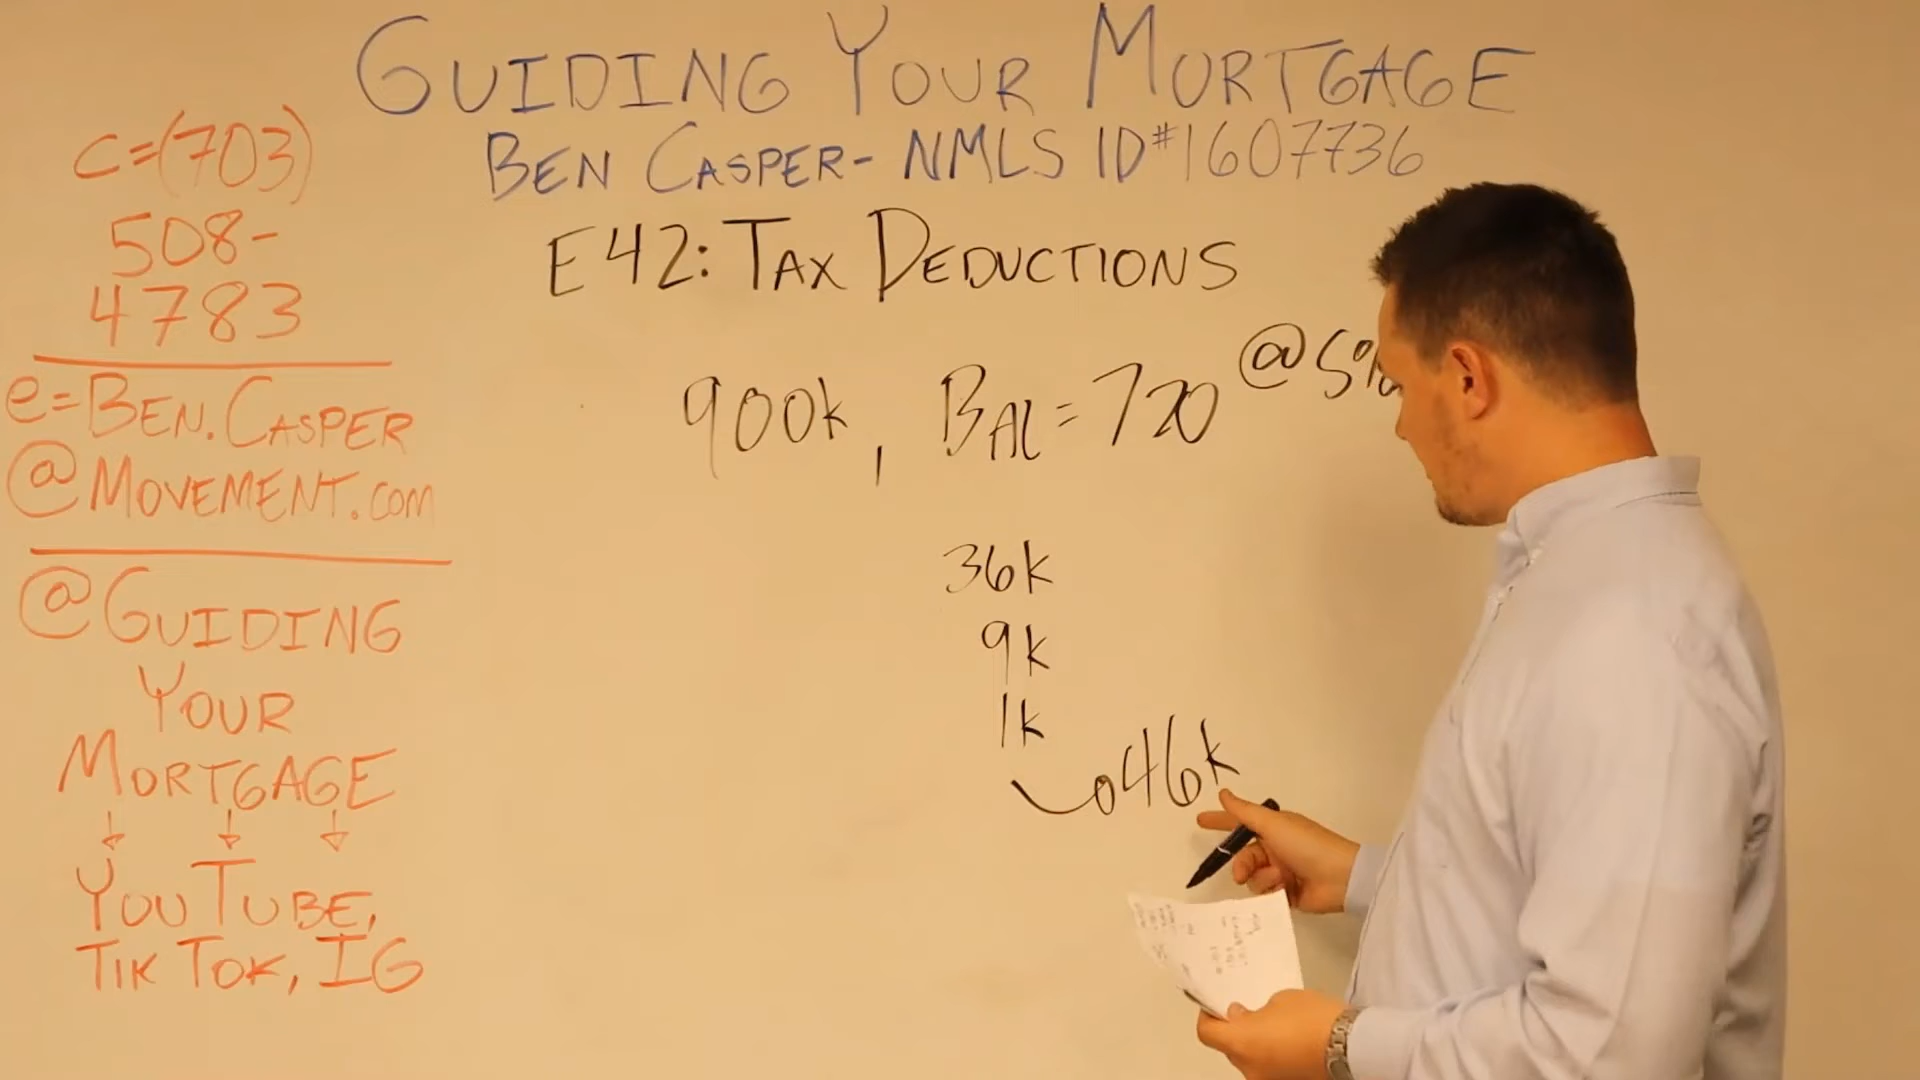 GUIDING YOUR MORTGAGE
BEN CASPER- NMLS ID#1607736
E42: TAX DEDUCTIONS
c=(703)
508-
4783
e=BEN.CASPER
@MOVEMENT.COM
@GUIDING
YOUR
MORTGAGE
YOUTUBE,
TIK TOK, IG
900k, BAL=720 @5%
36k
9k
1k
46k